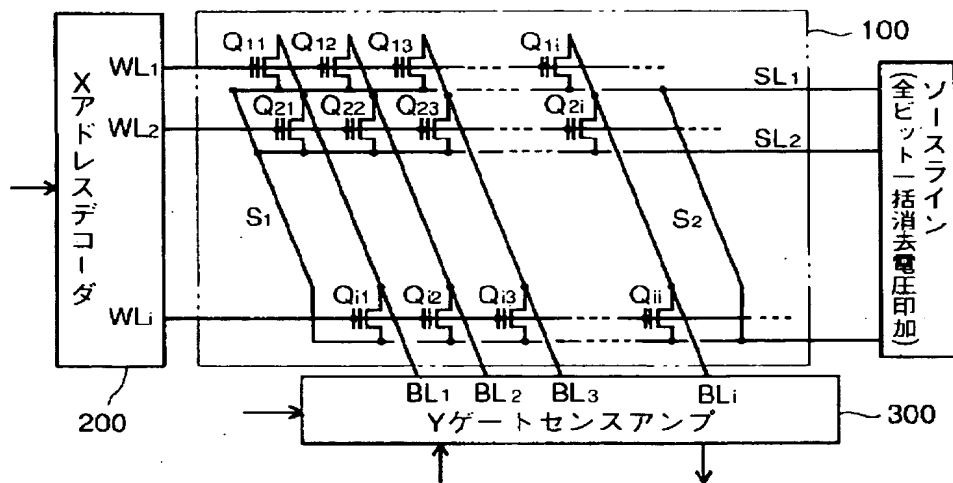 Xアドレスデコーダ
200
WL1
WL2
WLi
Q11
Q12
Q13
Q1i
Q21
Q22
Q23
Q2i
Qi1
Qi2
Qi3
Qii
S1
S2
SL1
SL2
100
ソースライン
(全ビット一括消去電圧印加)
BL1
BL2
BL3
BLi
Yゲートセンスアンプ
300